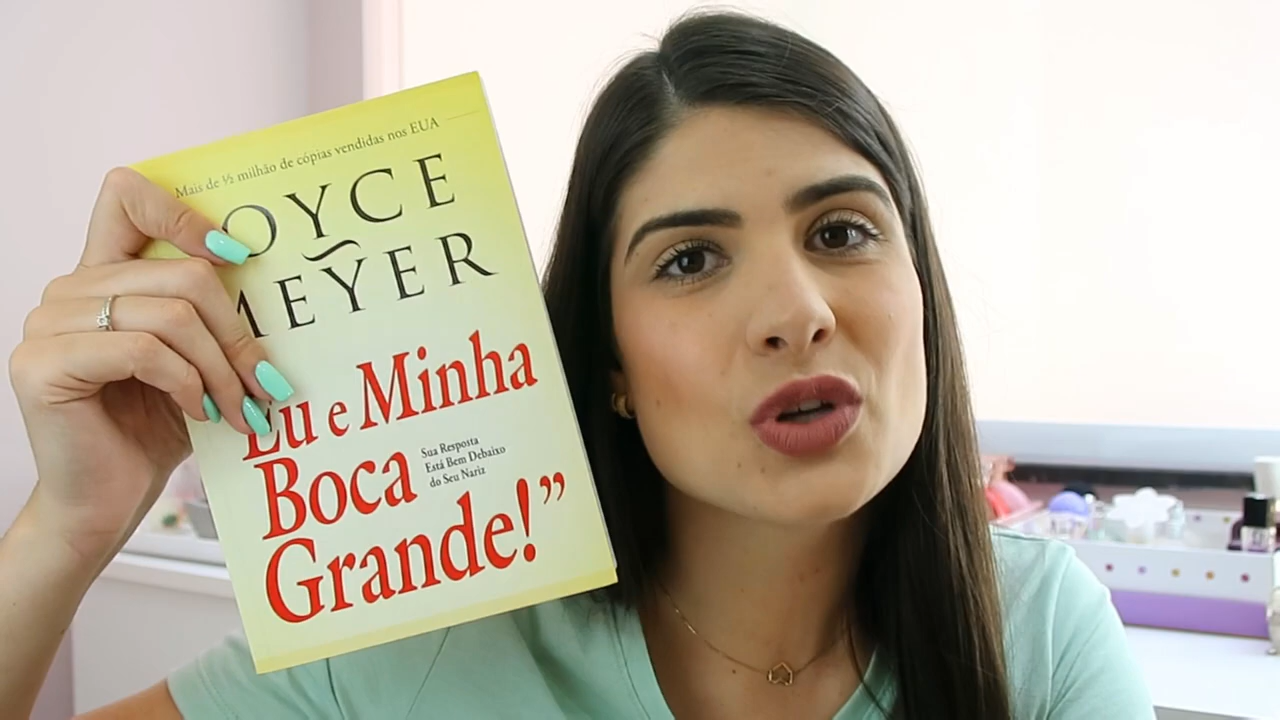 Mais de ½ milhão de cópias vendidas nos EUA
OYCE
MEYER
Eu e Minha
Boca
Sua Resposta
Está Bem Debaixo
do Seu Nariz
Grande!”